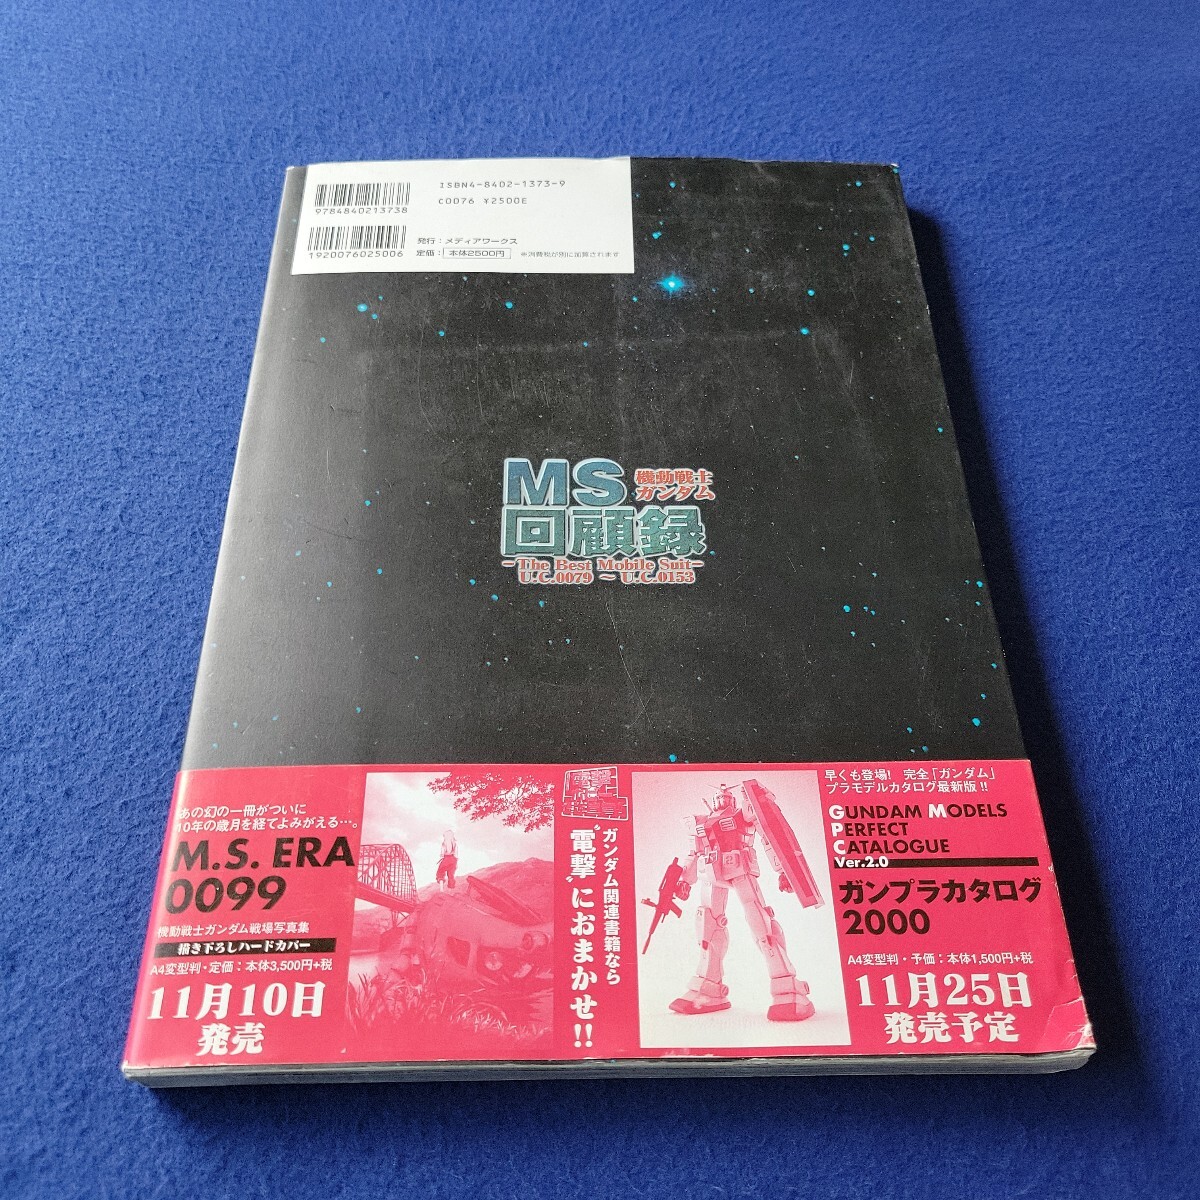 9784840213738
ISBN4-8402-1373-9
C0076 ¥2500E
1920076025006
発行:メディアワークス
定価: 本体2500円 ※消費税が別に加算されます
MS
機動戦士
ガンダム
回顧録
-The Best Mobile Suit-
U.C.0079 ~ U.C.0153
あの幻の一冊がついに
10年の歳月を経てよみがえる…。
M.S. ERA
0099
機動戦士ガンダム戦場写真集
描き下ろしハードカバー
A4変型判・定価:本体3,500円+税
11月10日
発売
ガンダム関連書籍なら
"電撃"におまかせ!!
早くも登場! 完全「ガンダム」
プラモデルカタログ最新版!!
GUNDAM MODELS
PERFECT
CATALOGUE
Ver.2.0
ガンプラカタログ
2000
A4変型判・予価:本体1,500円+税
11月25日
発売予定